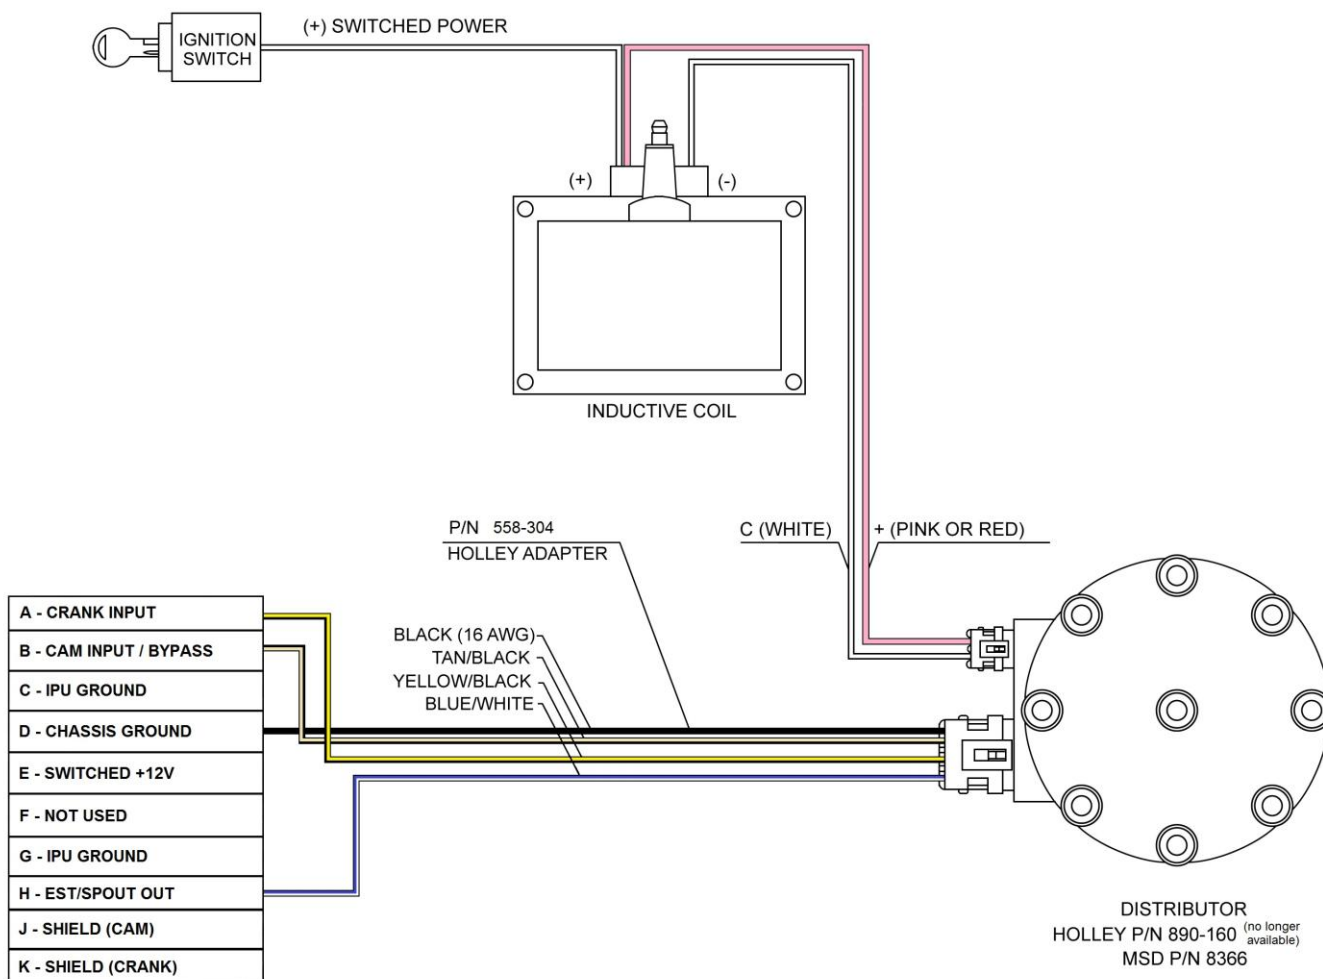 (+) SWITCHED POWER
IGNITION
SWITCH
(+)
(-)
INDUCTIVE COIL
P/N 558-304
HOLLEY ADAPTER
C (WHITE)
+ (PINK OR RED)
BLACK (16 AWG)
TAN/BLACK
YELLOW/BLACK
BLUE/WHITE
A - CRANK INPUT
B - CAM INPUT / BYPASS
C - IPU GROUND
D - CHASSIS GROUND
E - SWITCHED +12V
F - NOT USED
G - IPU GROUND
H - EST/SPOUT OUT
J - SHIELD (CAM)
K - SHIELD (CRANK)
DISTRIBUTOR
HOLLEY P/N 890-160 (no longer
available)
MSD P/N 8366